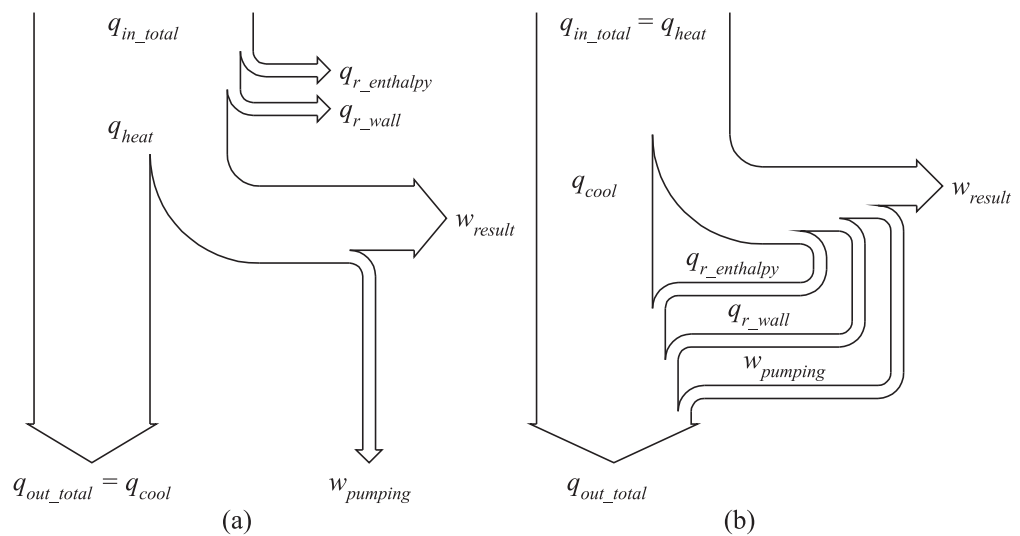 q_in_total
q_r_enthalpy
q_r_wall
q_heat
w_result
q_out_total = q_cool
w_pumping
(a)
q_in_total = q_heat
q_cool
w_result
q_r_enthalpy
q_r_wall
w_pumping
q_out_total
(b)